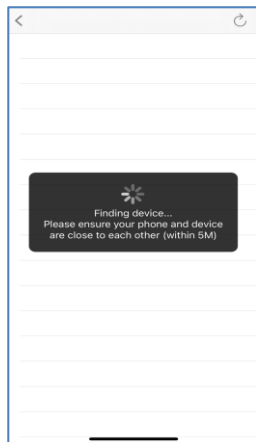 Finding device...
Please ensure your phone and device
are close to each other (within 5M)